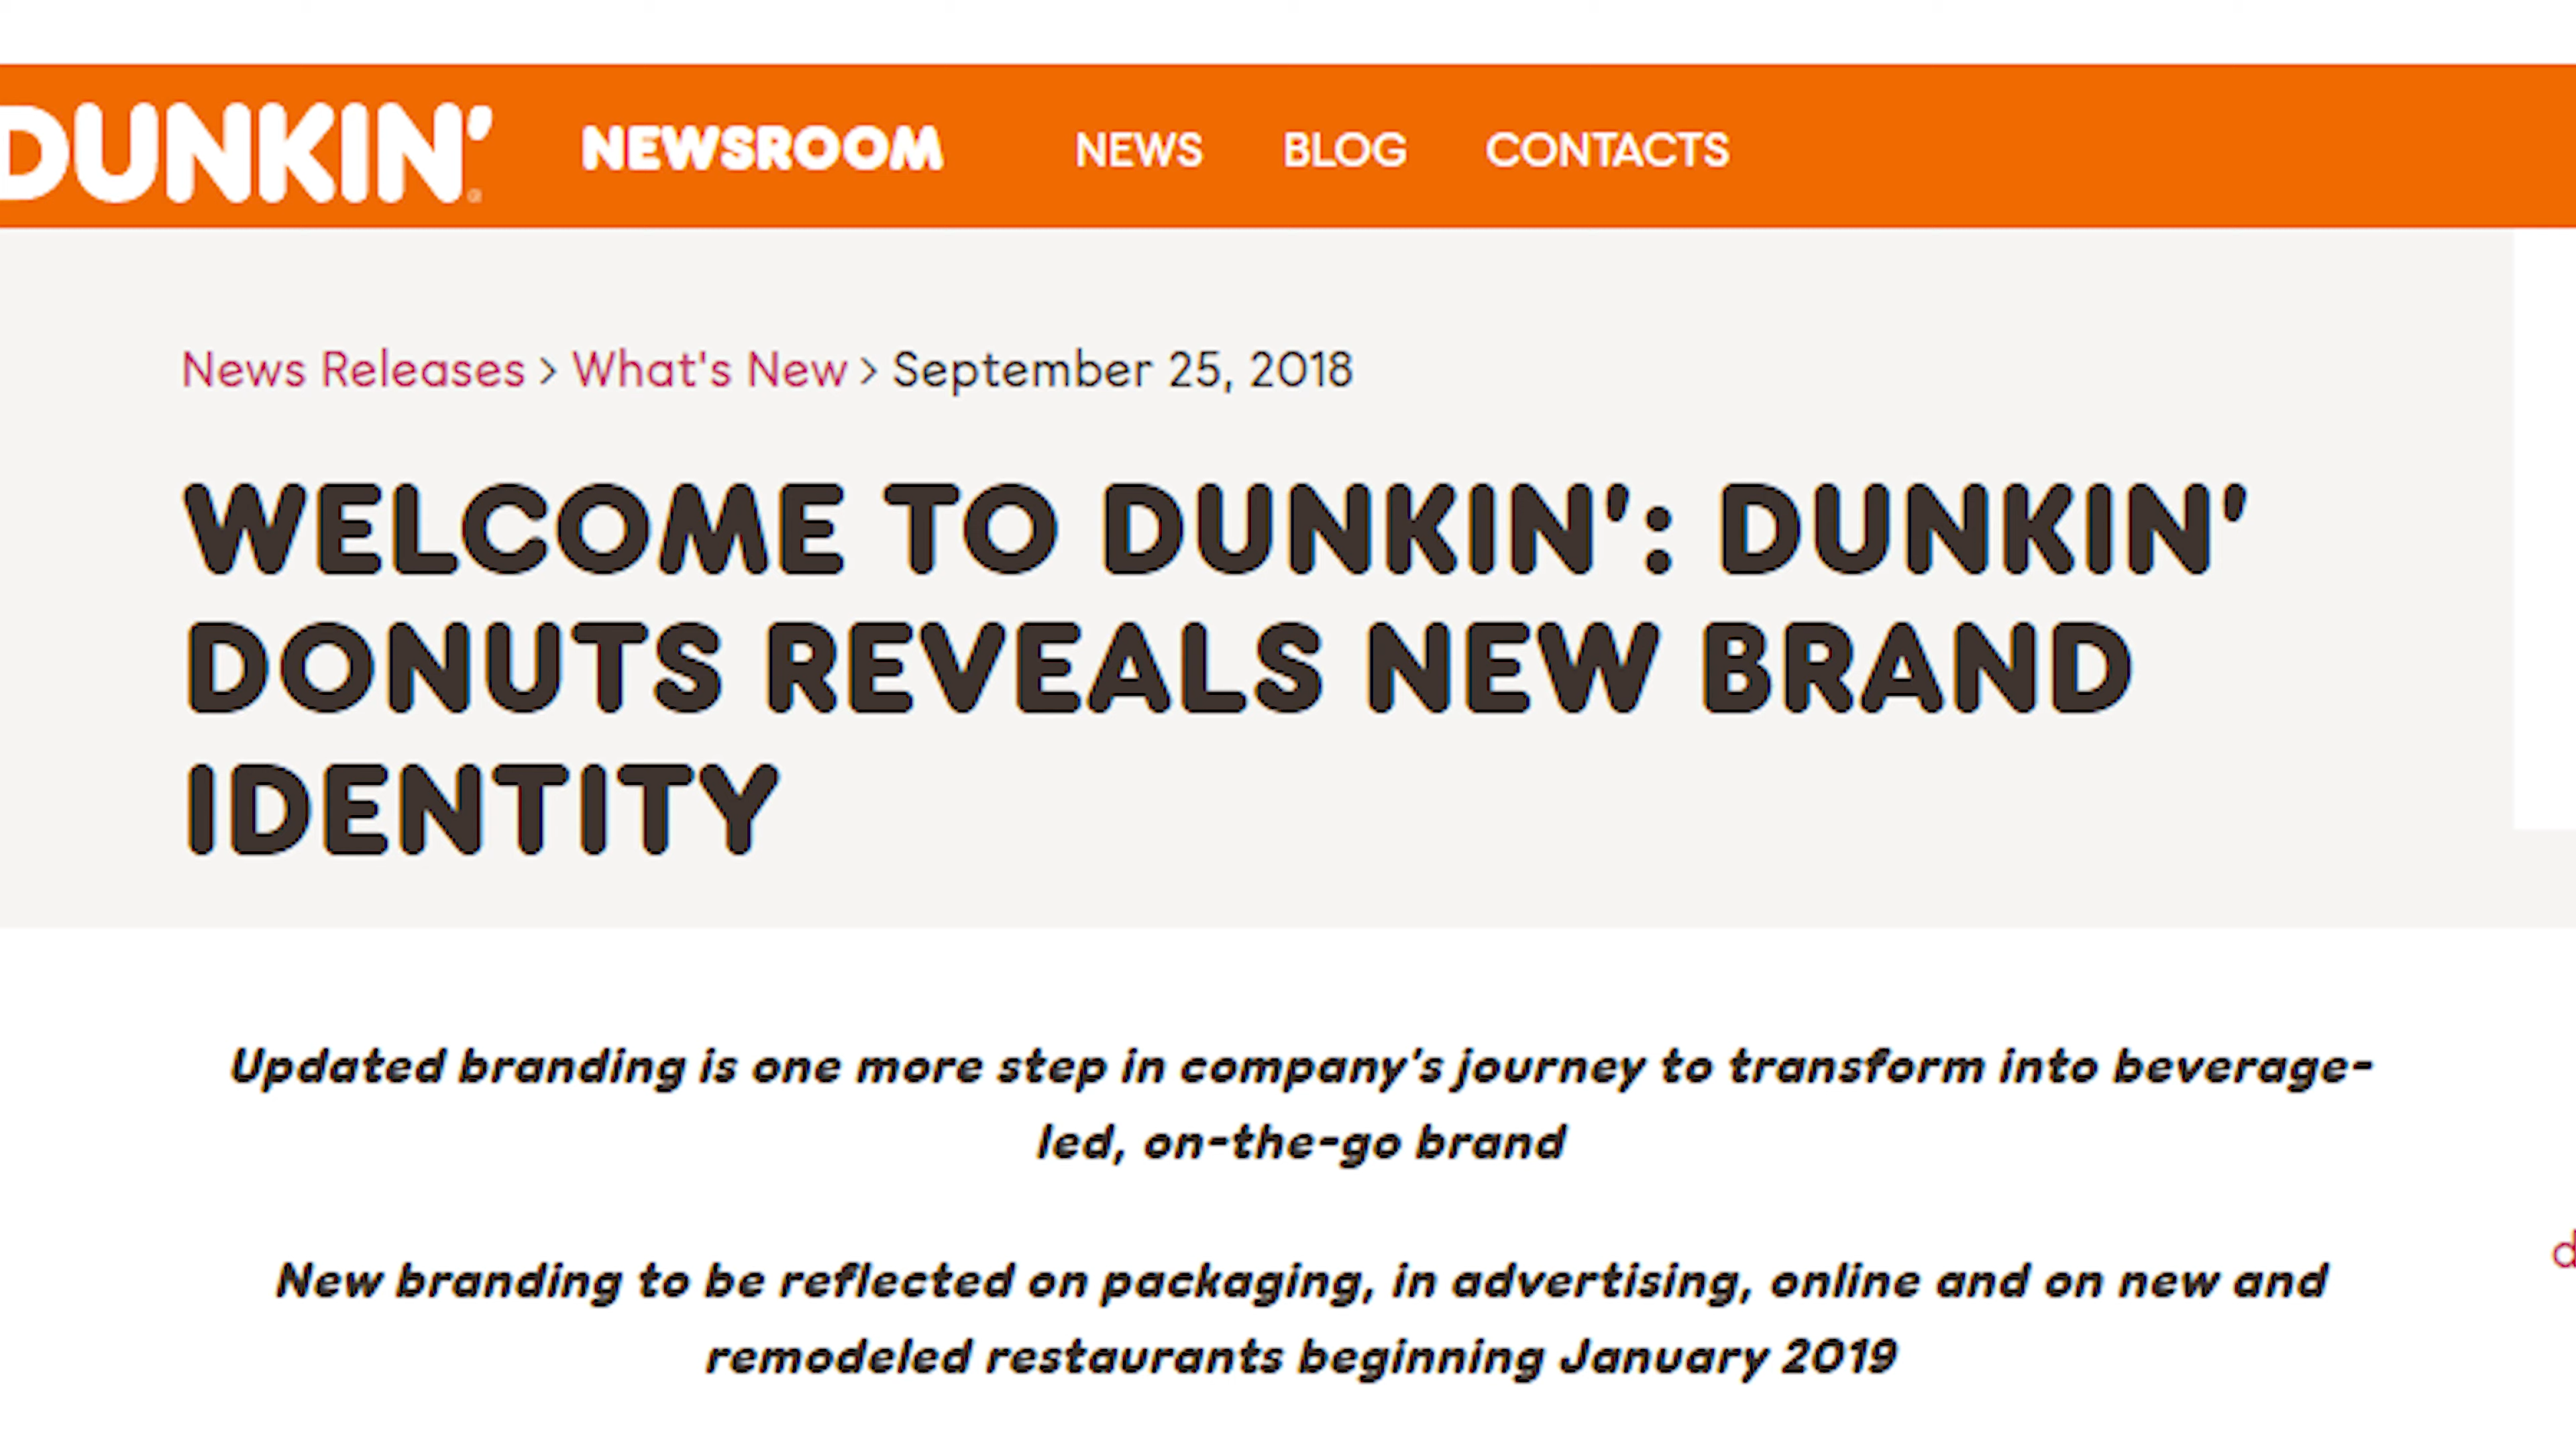 DUNKIN' NEWSROOM NEWS BLOG CONTACTS
News Releases > What's New > September 25, 2018
WELCOME TO DUNKIN': DUNKIN'
DONUTS REVEALS NEW BRAND
IDENTITY
Updated branding is one more step in company's journey to transform into beverage-
led, on-the-go brand
New branding to be reflected on packaging, in advertising, online and on new and
remodeled restaurants beginning January 2019